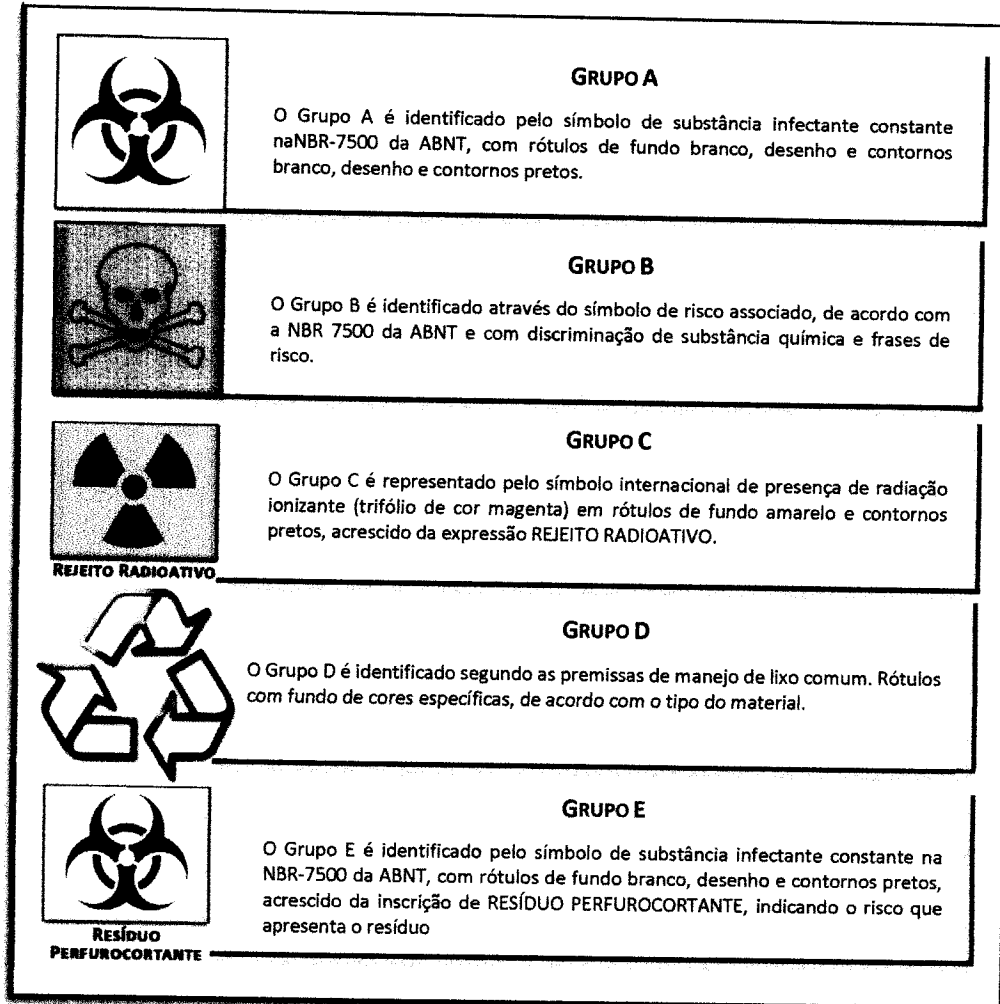 GRUPO A
O Grupo A é identificado pelo símbolo de substância infectante constante
naNBR-7500 da ABNT, com rótulos de fundo branco, desenho e contornos
branco, desenho e contornos pretos.
GRUPO B
O Grupo B é identificado através do símbolo de risco associado, de acordo com
a NBR 7500 da ABNT e com discriminação de substância química e frases de
risco.
GRUPO C
O Grupo C é representado pelo símbolo internacional de presença de radiação
ionizante (trifólio de cor magenta) em rótulos de fundo amarelo e contornos
pretos, acrescido da expressão REJEITO RADIOATIVO.
REJEITO RADIOATIVO
GRUPO D
O Grupo D é identificado segundo as premissas de manejo de lixo comum. Rótulos
com fundo de cores específicas, de acordo com o tipo do material.
GRUPO E
O Grupo E é identificado pelo símbolo de substância infectante constante na
NBR-7500 da ABNT, com rótulos de fundo branco, desenho e contornos pretos,
acrescido da inscrição de RESÍDUO PERFUROCORTANTE, indicando o risco que
apresenta o resíduo
RESÍDUO
PERFUROCORTANTE